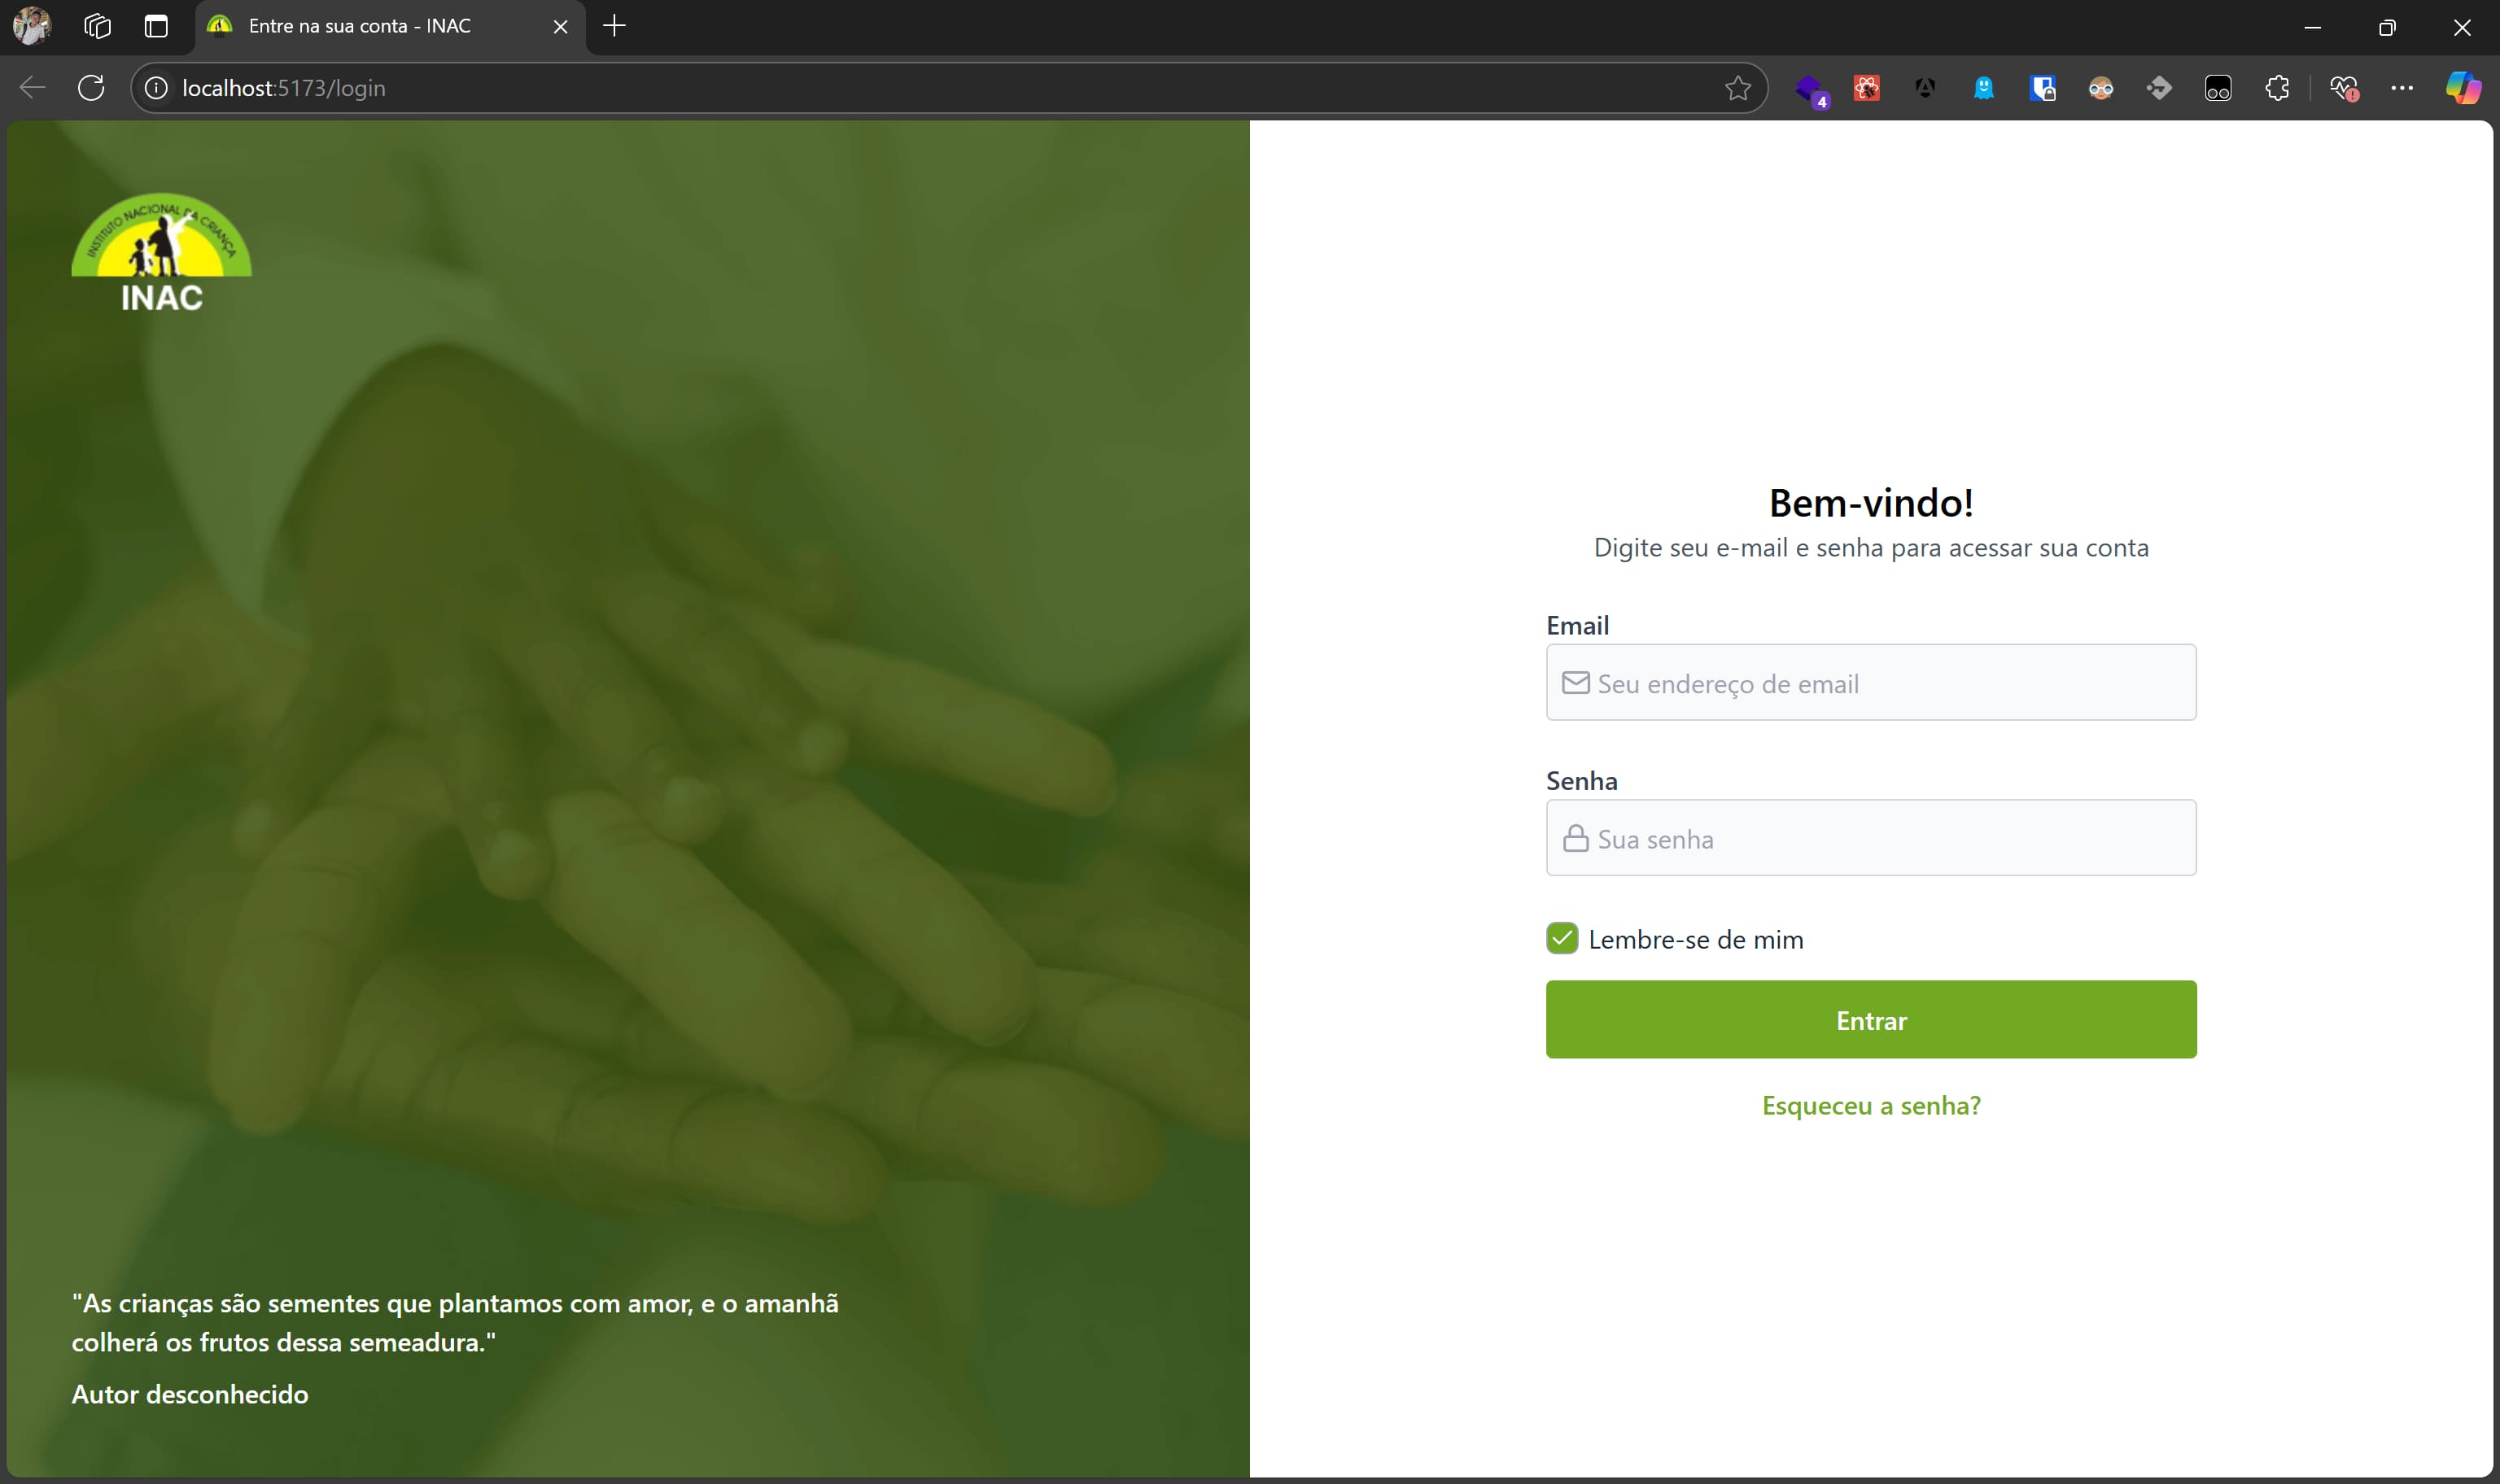 Entre na sua conta - INAC
localhost:5173/login
4
INSTITUTO NACIONAL DA CRIANÇA
INAC
Bem-vindo!
Digite seu e-mail e senha para acessar sua conta
Email
Seu endereço de email
Senha
Sua senha
Lembre-se de mim
Entrar
Esqueceu a senha?
"As crianças são sementes que plantamos com amor, e o amanhã
colherá os frutos dessa semeadura."
Autor desconhecido